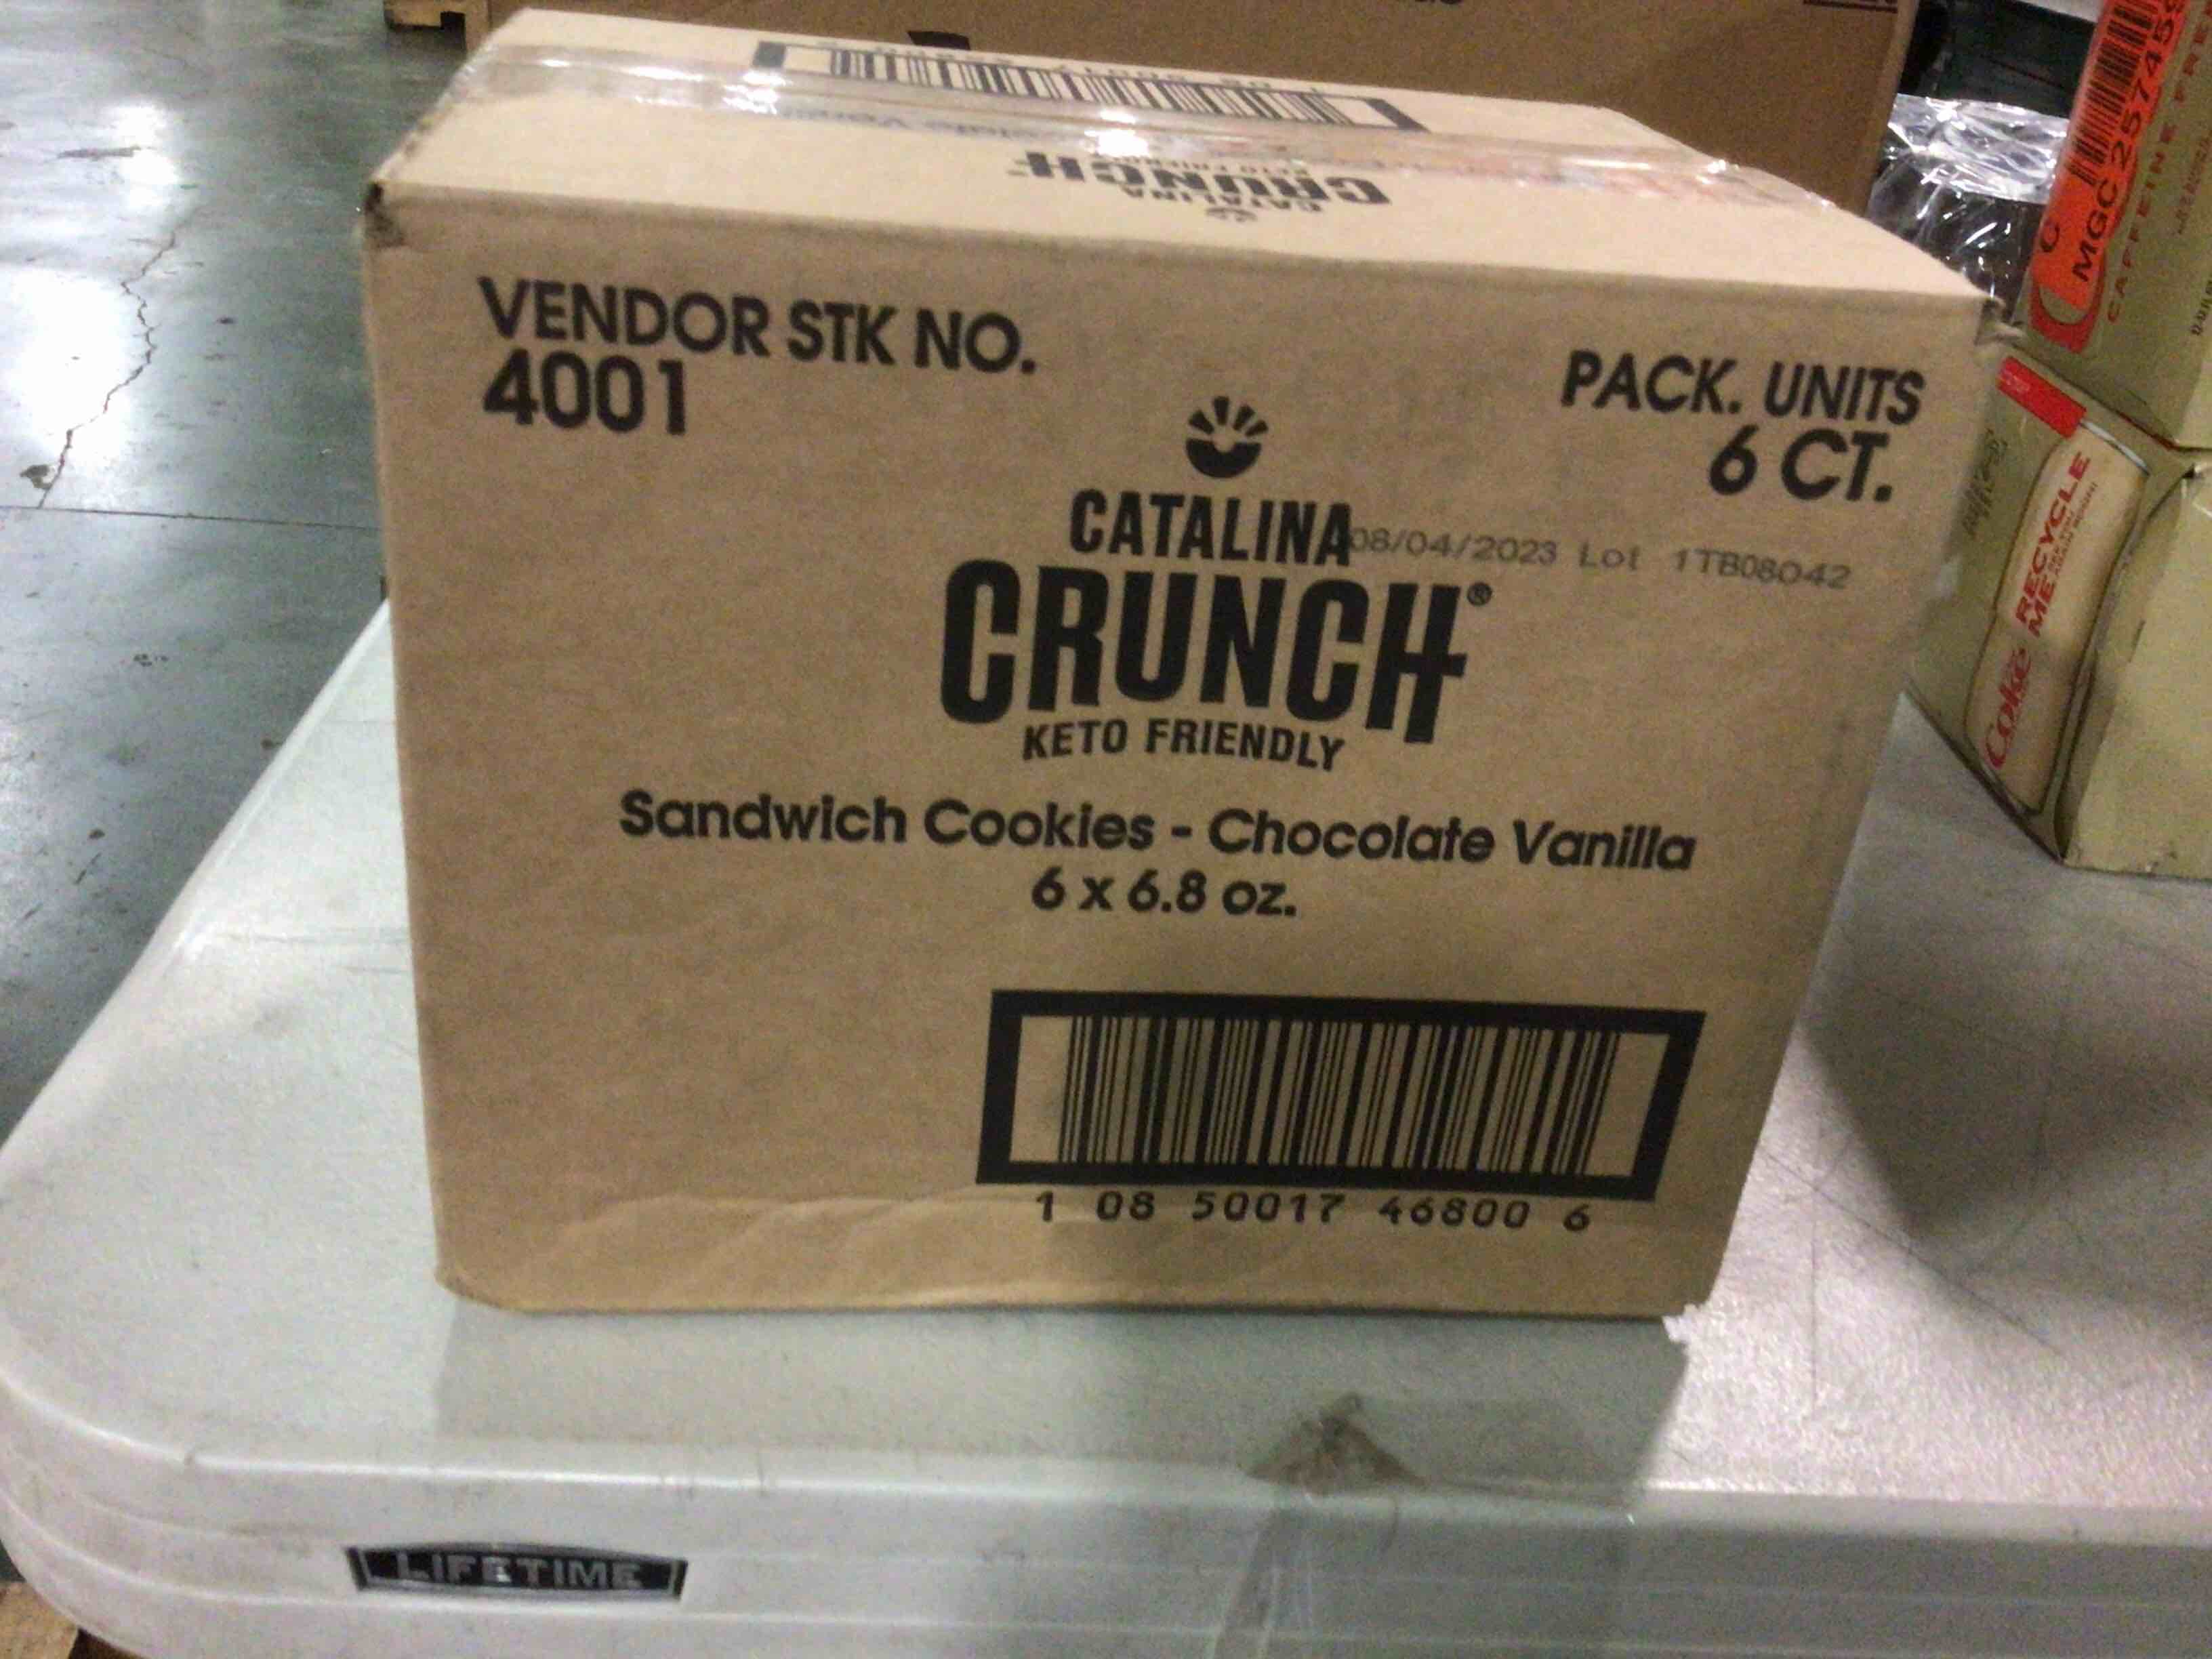 VENDOR STK NO.
4001
PACK. UNITS
6 CT.
CATALINA
08/04/2023 Lot 1TB08042
CRUNCH®
KETO FRIENDLY
Sandwich Cookies - Chocolate Vanilla
6 x 6.8 oz.
1 08 50017 46800 6
CATALINA
CRUNCH
KETO FRIENDLY
LIFETIME
C
MGC
CAFFEINE FREE
RECYCLE
ME
Coke